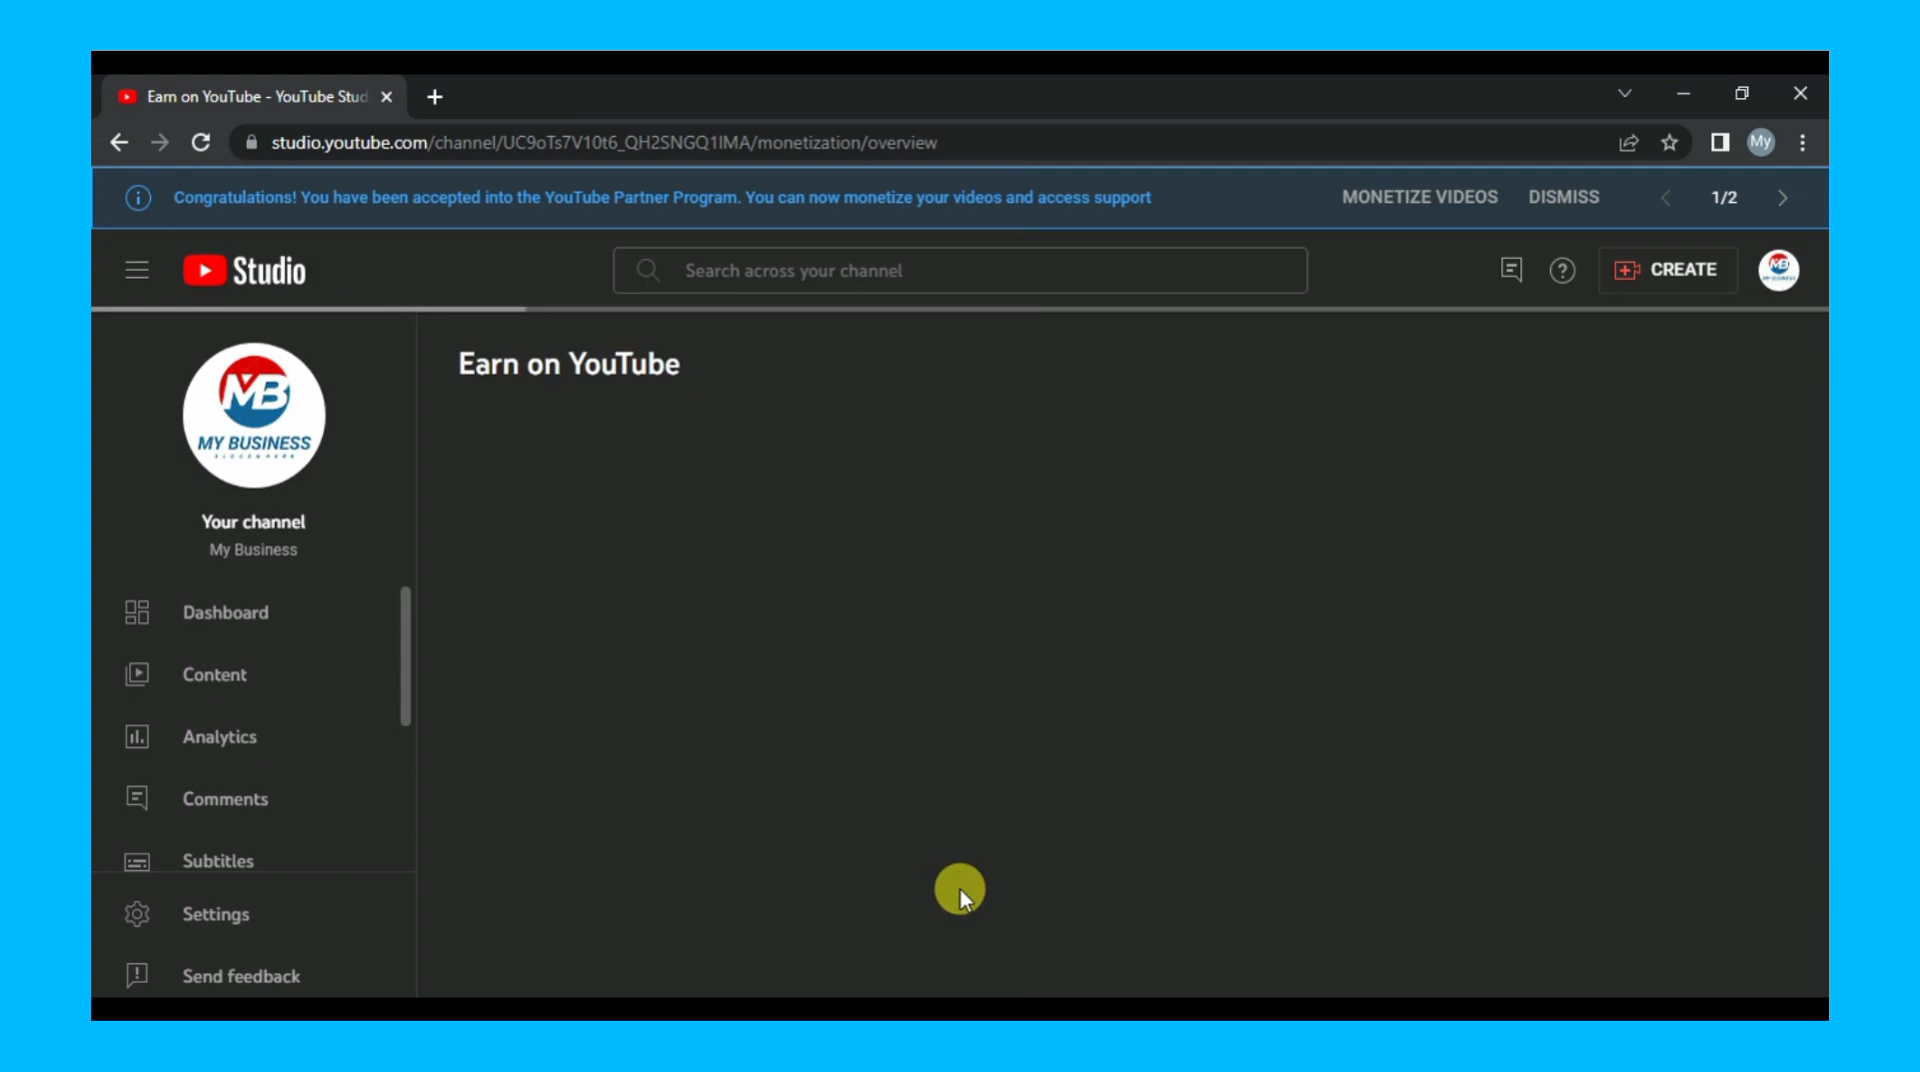 Earn on YouTube - YouTube Stud
studio.youtube.com/channel/UC9oTs7V10t6_QH2SNGQ1IMA/monetization/overview
My
Congratulations! You have been accepted into the YouTube Partner Program. You can now monetize your videos and access support
MONETIZE VIDEOS
DISMISS
1/2
Studio
Search across your channel
CREATE
MB
Earn on YouTube
MB
MY BUSINESS
Your channel
My Business
Dashboard
Content
Analytics
Comments
Subtitles
Settings
Send feedback